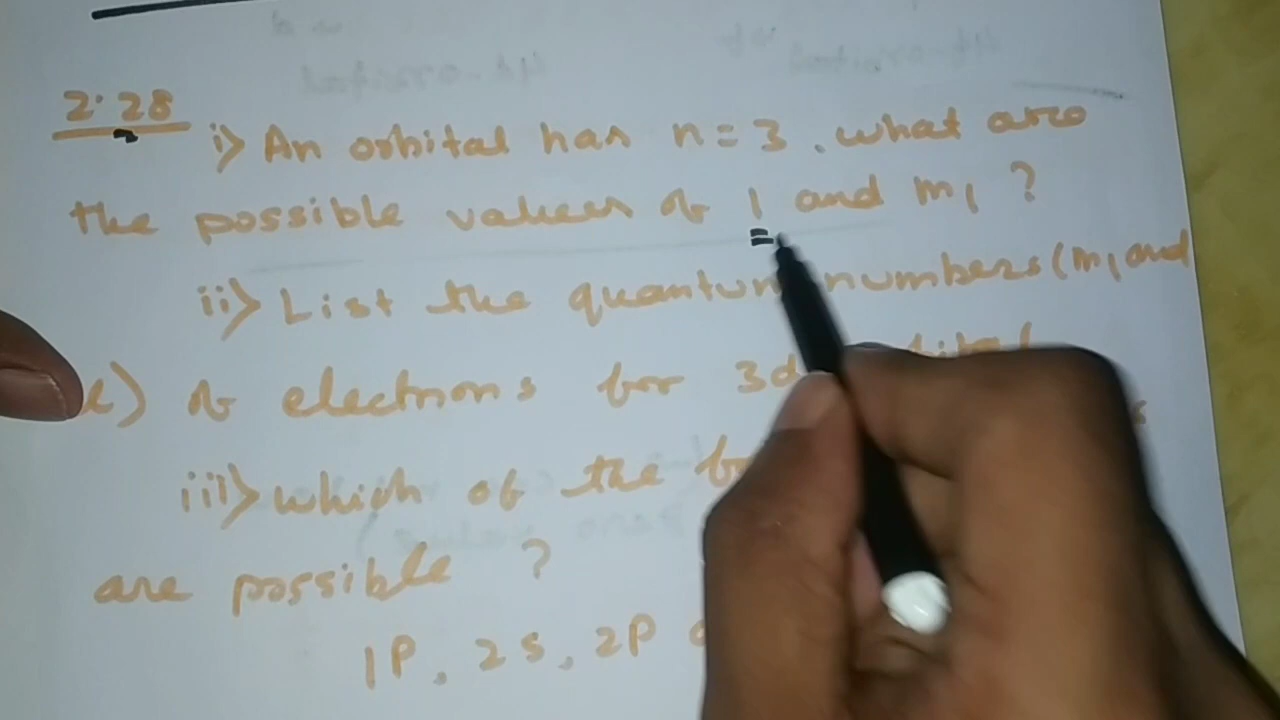 2.28
i) An orbital has n = 3. what are
the possible values of l and ml ?
ii) List the quantum numbers (ml and
l) of electrons for 3d
iii) which of the
are possible ?
1P, 2s, 2P